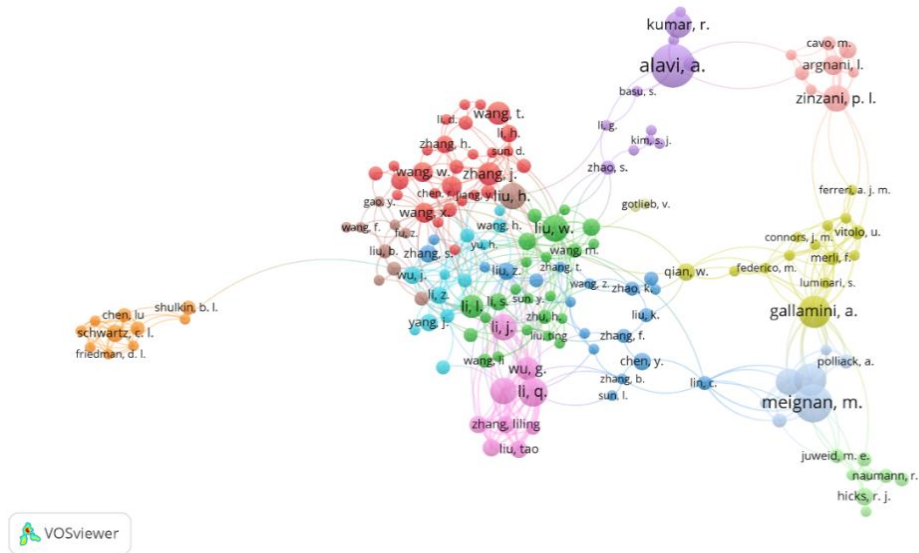 kumar, r.
alavi, a.
cavo, m.
argnani, l.
zinzani, p. l.
basu, s.
li, d.
wang, t.
li, g.
li, h.
kim, s. j.
zhang, h.
sun, d.
zhao, s.
wang, w.
zhang, j.
chen, r.
jiang, y.
liu, h.
ferreri, a. j. m.
gao, y.
wang, x.
gotlieb, v.
wang, f.
fu, z.
wang, h.
liu, w.
connors, j. m.
vitolo, u.
liu, b.
zhang, s.
yu, h.
wang, m.
merli, f.
wu, j.
liu, z.
zhang, t.
qian, w.
federico, m.
luminari, s.
li, z.
wang, z.
zhao, k.
shulkin, b. l.
li, l.
li, s.
sun, y.
gallamini, a.
chen, lu
yang, j.
li, j.
zhu, h.
liu, k.
schwartz, c. l.
liu, ting
zhang, f.
friedman, d. l.
wang, li
wu, g.
chen, y.
polliack, a.
zhang, b.
lin, c.
li, q.
sun, l.
meignan, m.
zhang, liling
liu, tao
juweid, m. e.
naumann, r.
hicks, r. j.
VOSviewer